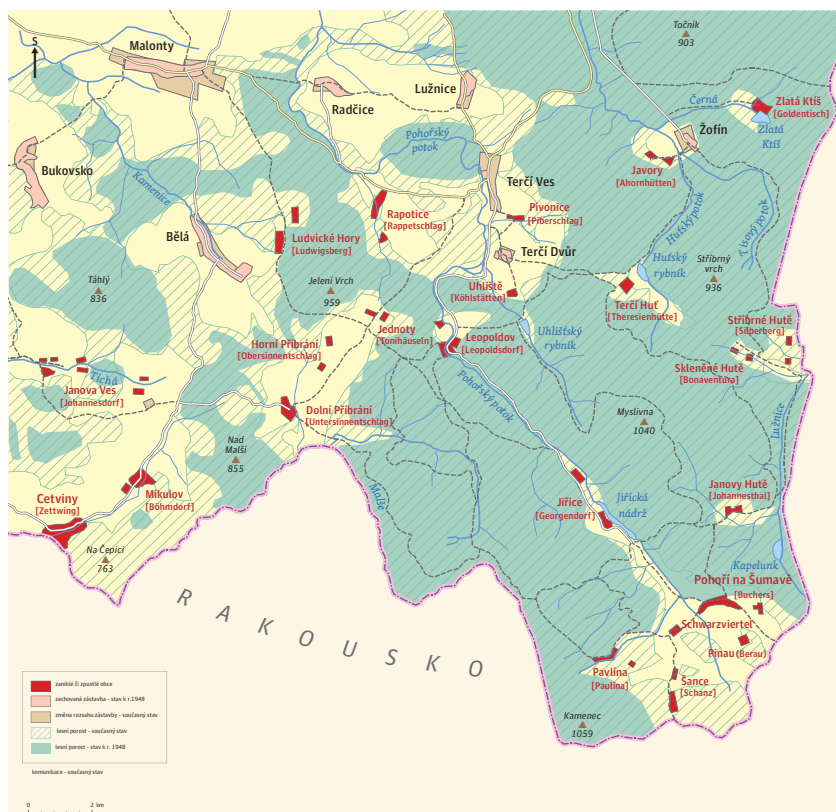 Točník
903
Malonty
S
Lužnice
Radčice
Černá
Zlatá Ktíš
[Goldentisch]
Zlatá
Ktíš
Žofín
Pohořský
potok
Javory
[Ahornhütten]
Bukovsko
Kamenice
Terčí Ves
Rapotice
[Rappetschlag]
Pivonice
[Piberschlag]
Huťský potok
Tisový potok
Bělá
Ludvické Hory
[Ludwigsberg]
Terčí Dvůr
Huťský
rybník
Stříbrný
vrch
936
Táhlý
836
Jelení Vrch
959
Uhliště
[Köhlstätten]
Terčí Huť
[Theresienhütte]
Stříbrné Hutě
[Silberberg]
Jednoty
[Tonihäuseln]
Leopoldov
[Leopoldsdorf]
Uhlišťský
rybník
Horní Příbrání
[Obersinnentschlag]
Skleněné Hutě
[Bonaventura]
Tichá
Janova Ves
[Johannesdorf]
Pohořský potok
Dolní Příbrání
[Untersinnentschlag]
Myslivna
1040
Lužnice
Nad
Malší
855
Malše
Cetviny
[Zettwing]
Mikulov
[Böhmdorf]
Jiřice
[Georgendorf]
Jiřická
nádrž
Janovy Hutě
[Johannesthal]
Na Čepici
763
Kapelunk
Pohoří na Šumavě
[Buchers]
RAKOUSKO
Schwarzviertel
Pinau (Berau)
Pavlína
[Paulina]
Šance
[Schanz]
Kamenec
1059
zaniklé či zpustlé obce
zachovaná zástavba - stav k r.1948
změna rozsahu zástavby - současný stav
lesní porost - současný stav
lesní porost - stav k r. 1948
komunikace - současný stav
0 2 km